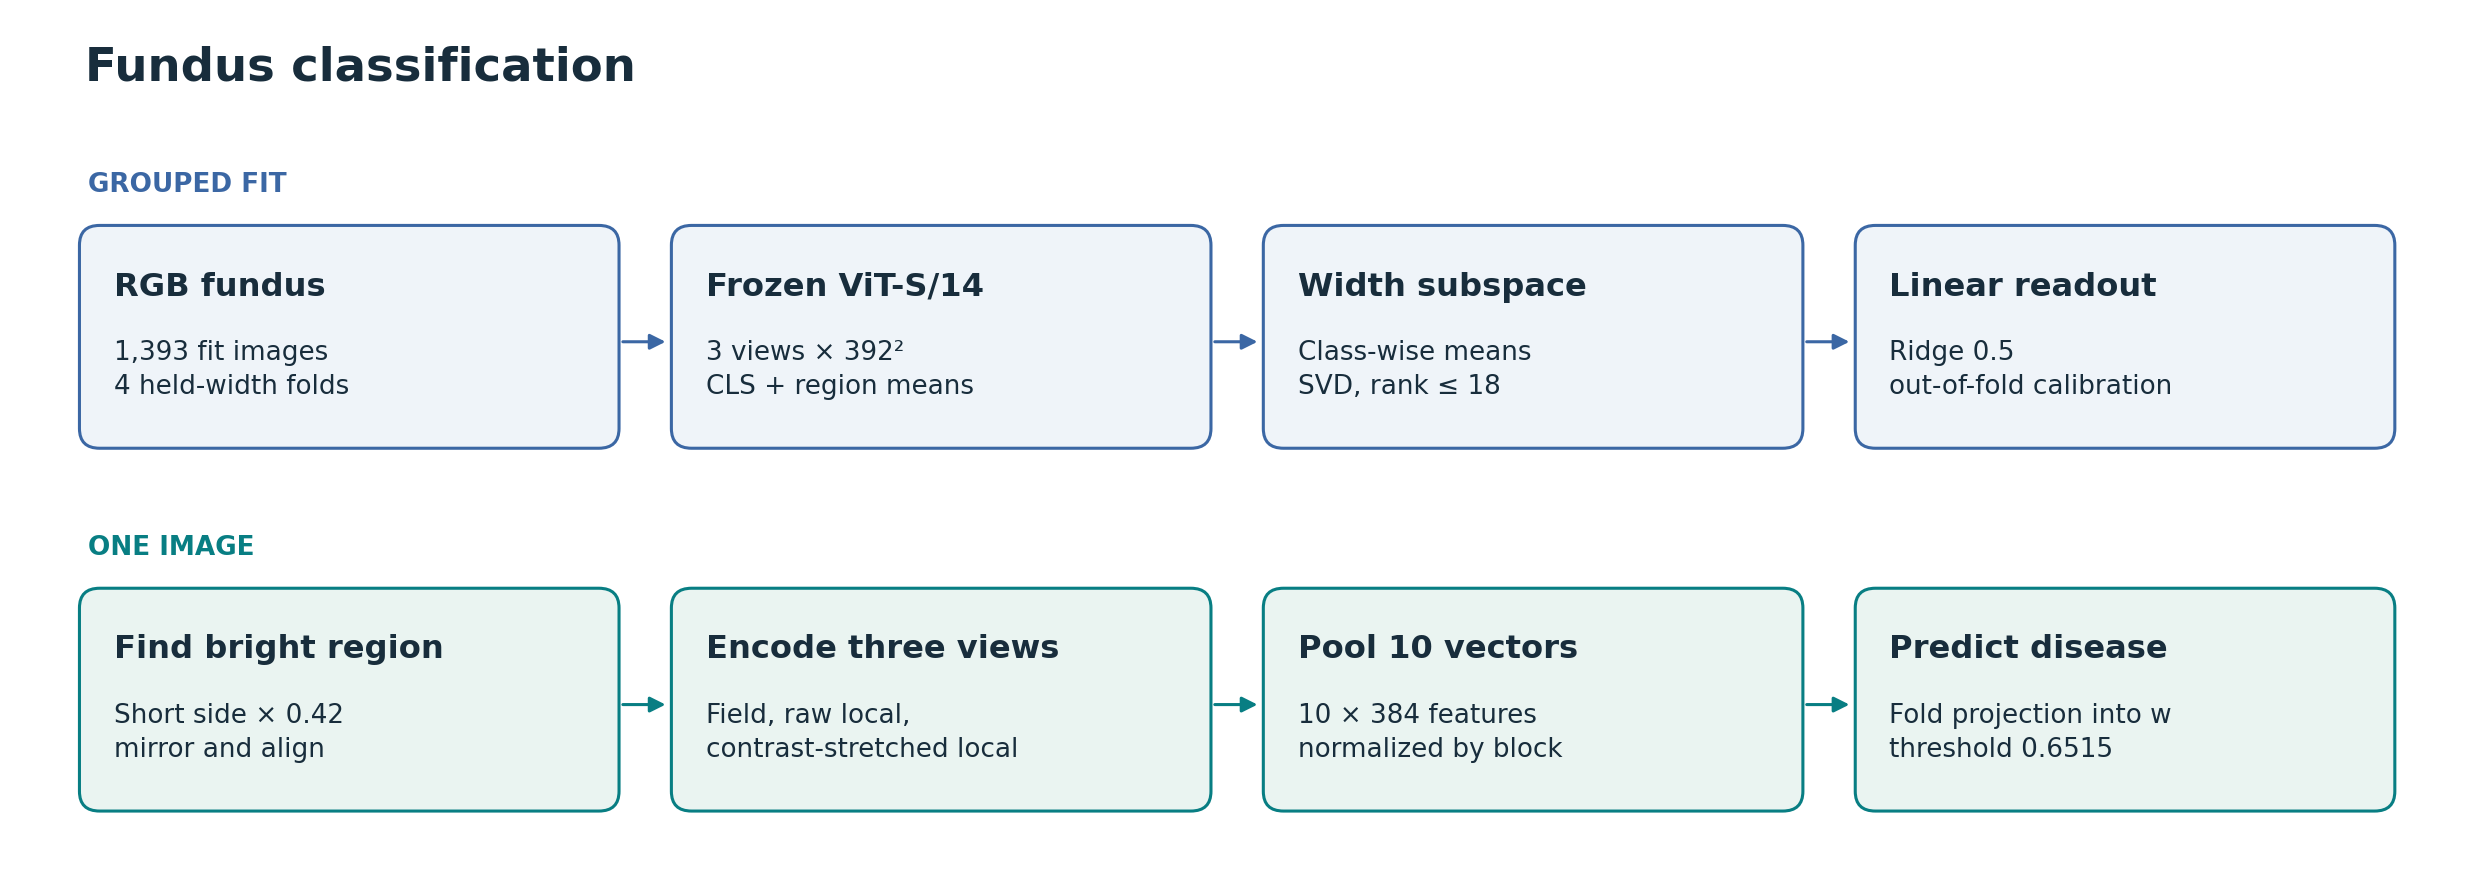 Fundus classification
GROUPED FIT
RGB fundus
1,393 fit images
4 held-width folds
Frozen ViT-S/14
3 views × 392²
CLS + region means
Width subspace
Class-wise means
SVD, rank ≤ 18
Linear readout
Ridge 0.5
out-of-fold calibration
ONE IMAGE
Find bright region
Short side × 0.42
mirror and align
Encode three views
Field, raw local,
contrast-stretched local
Pool 10 vectors
10 × 384 features
normalized by block
Predict disease
Fold projection into w
threshold 0.6515